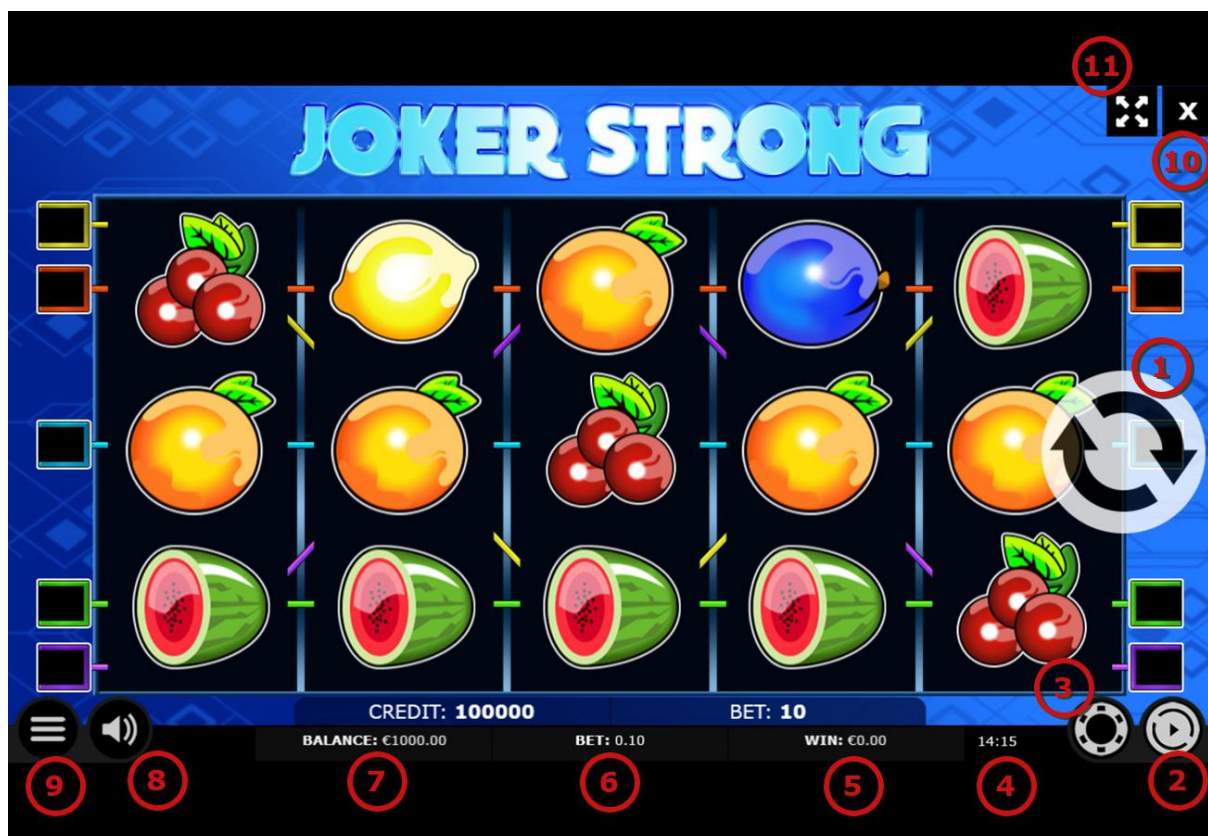 11
JOKER STRONG
X
10
1
3
CREDIT: 100000 BET: 10
BALANCE: €1000.00 BET: 0.10 WIN: €0.00 14:15
9 8 7 6 5 4 2